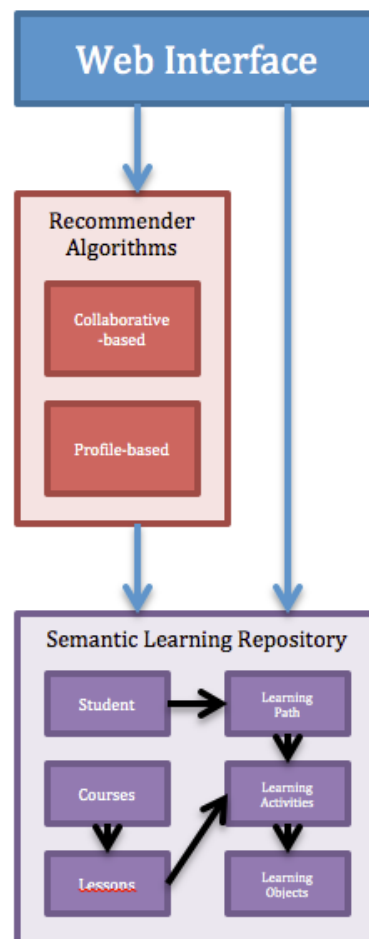 Web Interface
Recommender
Algorithms
Collaborative
-based
Profile-based
Semantic Learning Repository
Student
Learning
Path
Courses
Learning
Activities
Lessons
Learning
Objects